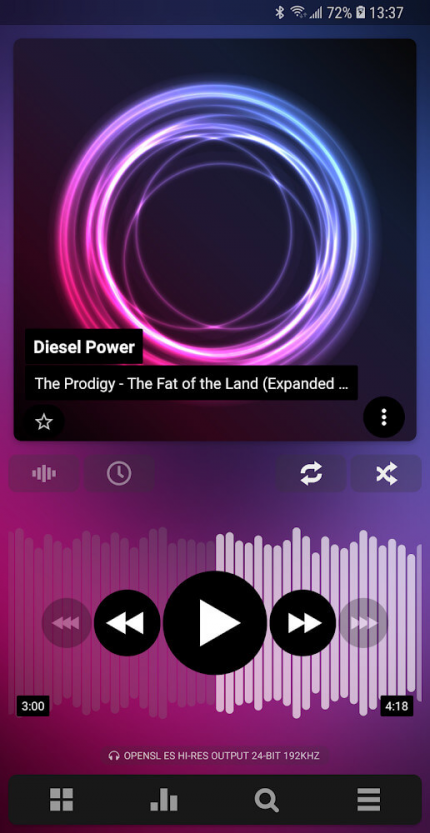 72% 13:37
Diesel Power
The Prodigy - The Fat of the Land (Expanded ...
3:00
4:18
OPENSL ES HI-RES OUTPUT 24-BIT 192KHZ